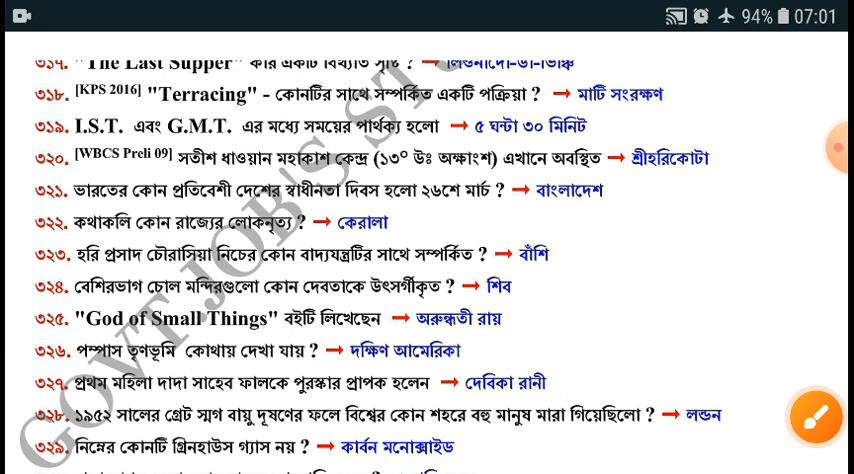 94% 07:01
৩১৭. "The Last Supper" কার একটি বিখ্যাত সৃষ্টি ? → লিওনার্দো-ডা-ভিঞ্চি
৩১৮. [KPS 2016] "Terracing" - কোনটির সাথে সম্পর্কিত একটি পক্রিয়া ? → মাটি সংরক্ষণ
৩১৯. I.S.T. এবং G.M.T. এর মধ্যে সময়ের পার্থক্য হলো → ৫ ঘন্টা ৩০ মিনিট
৩২০. [WBCS Preli 09] সতীশ ধাওয়ান মহাকাশ কেন্দ্র (১৩° উঃ অক্ষাংশ) এখানে অবস্থিত → শ্রীহরিকোটা
৩২১. ভারতের কোন প্রতিবেশী দেশের স্বাধীনতা দিবস হলো ২৬শে মার্চ ? → বাংলাদেশ
৩২২. কথাকলি কোন রাজ্যের লোকনৃত্য ? → কেরালা
৩২৩. হরি প্রসাদ চৌরাসিয়া নিচের কোন বাদ্যযন্ত্রটির সাথে সম্পর্কিত ? → বাঁশি
৩২৪. বেশিরভাগ চোল মন্দিরগুলো কোন দেবতাকে উৎসর্গীকৃত ? → শিব
৩২৫. "God of Small Things" বইটি লিখেছেন → অরুন্ধতী রায়
৩২৬. পম্পাস তৃণভূমি কোথায় দেখা যায় ? → দক্ষিণ আমেরিকা
৩২৭. প্রথম মহিলা দাদা সাহেব ফালকে পুরস্কার প্রাপক হলেন → দেবিকা রানী
৩২৮. ১৯৫২ সালের গ্রেট স্মগ বায়ু দূষণের ফলে বিশ্বের কোন শহরে বহু মানুষ মারা গিয়েছিলো ? → লন্ডন
৩২৯. নিম্নের কোনটি গ্রিনহাউস গ্যাস নয় ? → কার্বন মনোক্সাইড
GOVT JOB'S